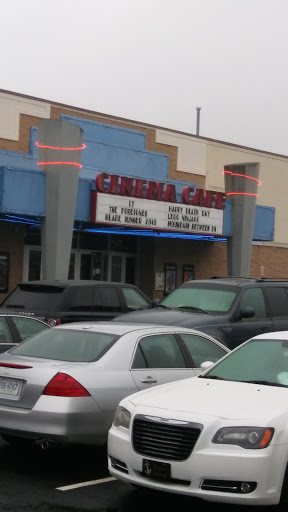 CINEMA CAFE
IT
THE FOREIGNER
BLADE RUNNER 2049
HAPPY DEATH DAY
LEGO NINJAGO
MOUNTAIN BETWEEN US